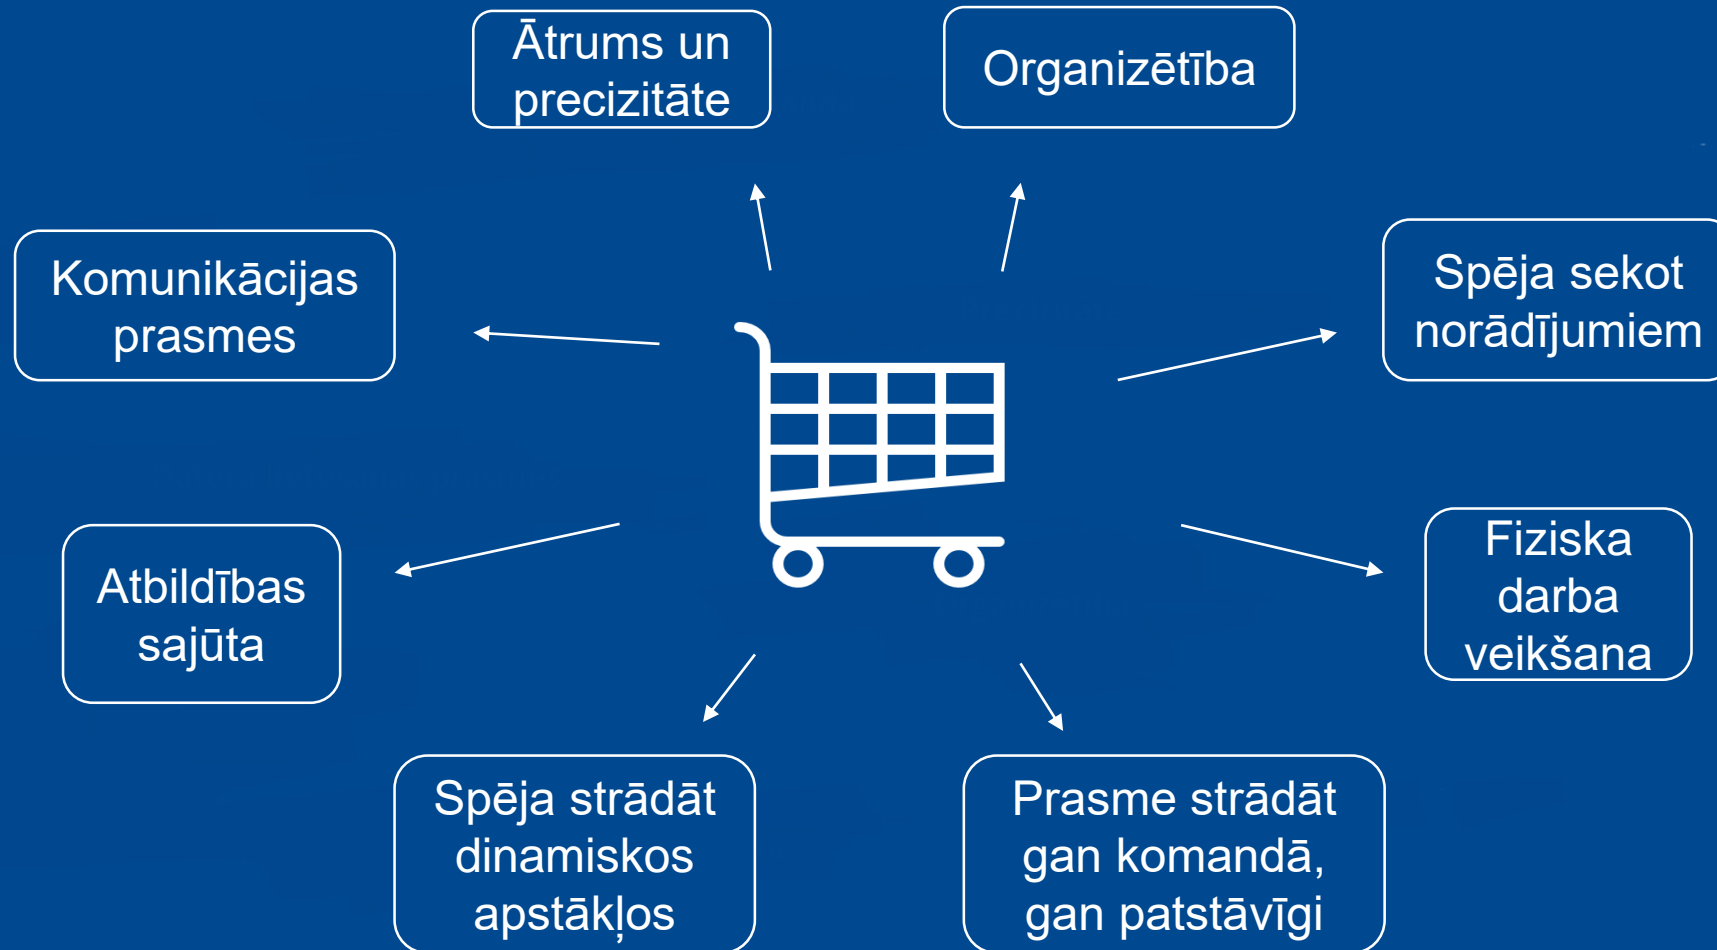 Ātrums un
precizitāte
Organizētība
Komunikācijas
prasmes
Spēja sekot
norādījumiem
Atbildības
sajūta
Fiziska
darba
veikšana
Spēja strādāt
dinamiskos
apstākļos
Prasme strādāt
gan komandā,
gan patstāvīgi